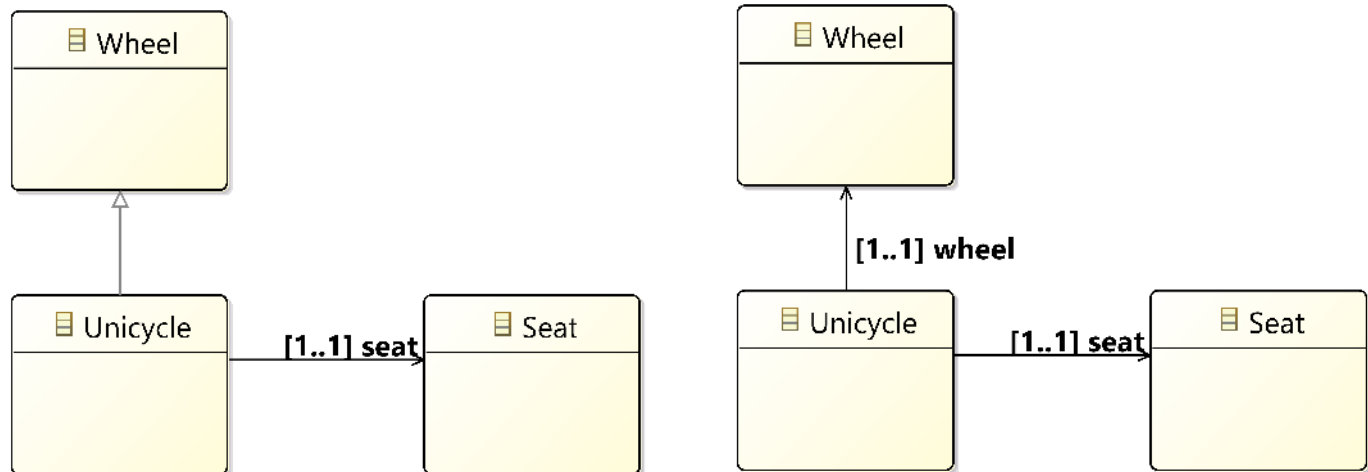 Wheel
Unicycle
[1..1] seat
Seat
Wheel
[1..1] wheel
Unicycle
[1..1] seat
Seat